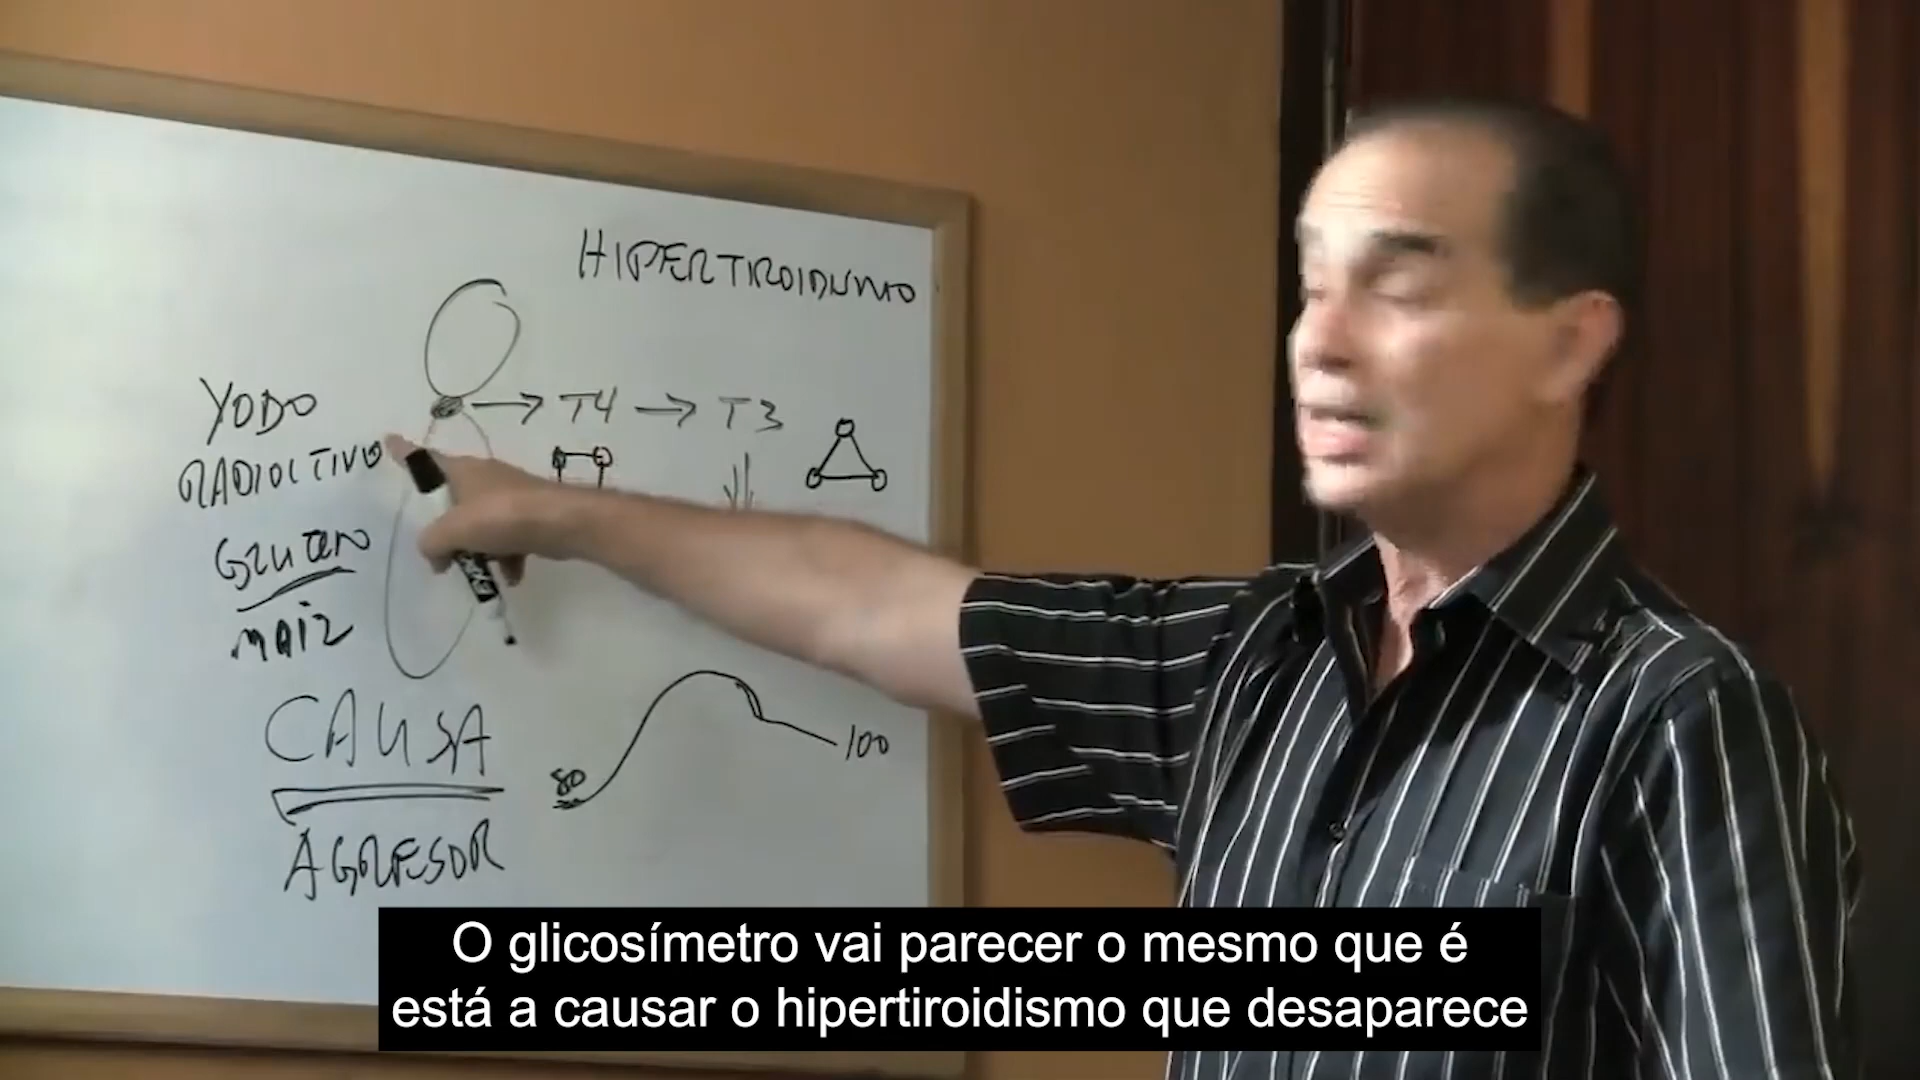 HIPERTIROIDISMO
YODO
RADIOCTIVO
→ T4 → T3
GLUTEN
MAIZ
CAUSA
AGRESOR
80
100
O glicosímetro vai parecer o mesmo que é
está a causar o hipertiroidismo que desaparece